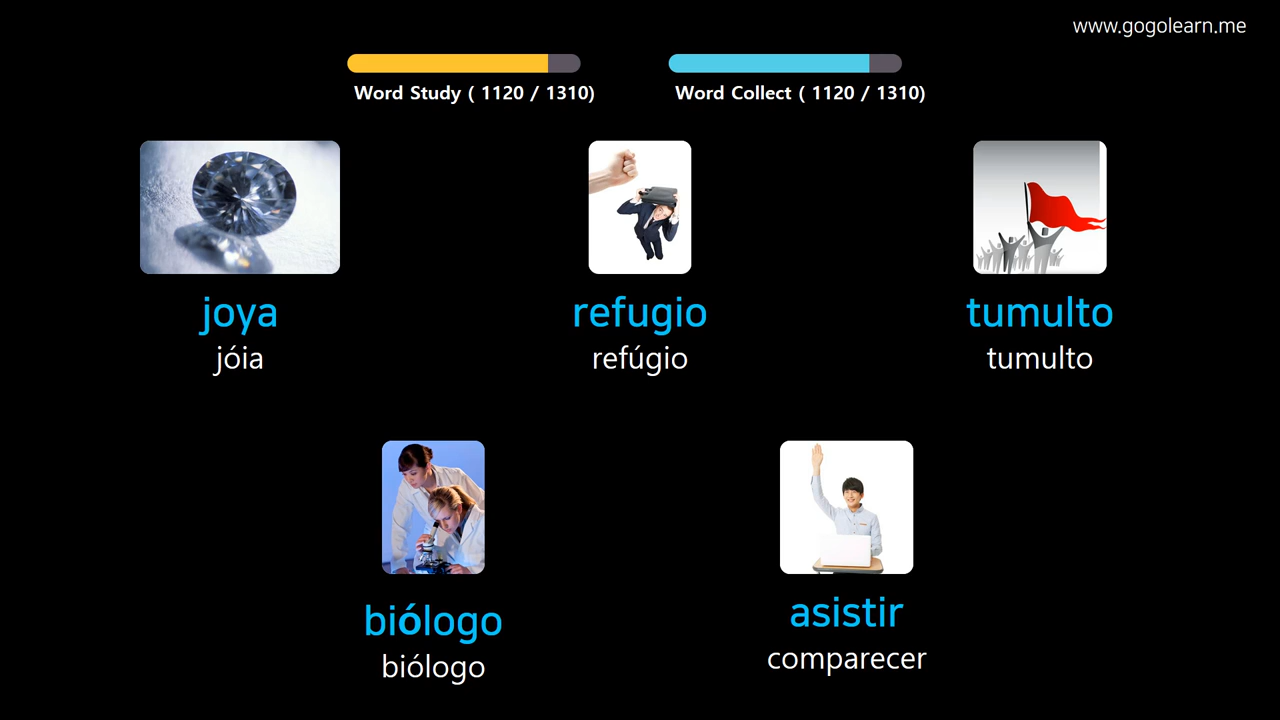 www.gogolearn.me
Word Study ( 1120 / 1310)
Word Collect ( 1120 / 1310)
joya
jóia
refugio
refúgio
tumulto
tumulto
biólogo
biólogo
asistir
comparecer